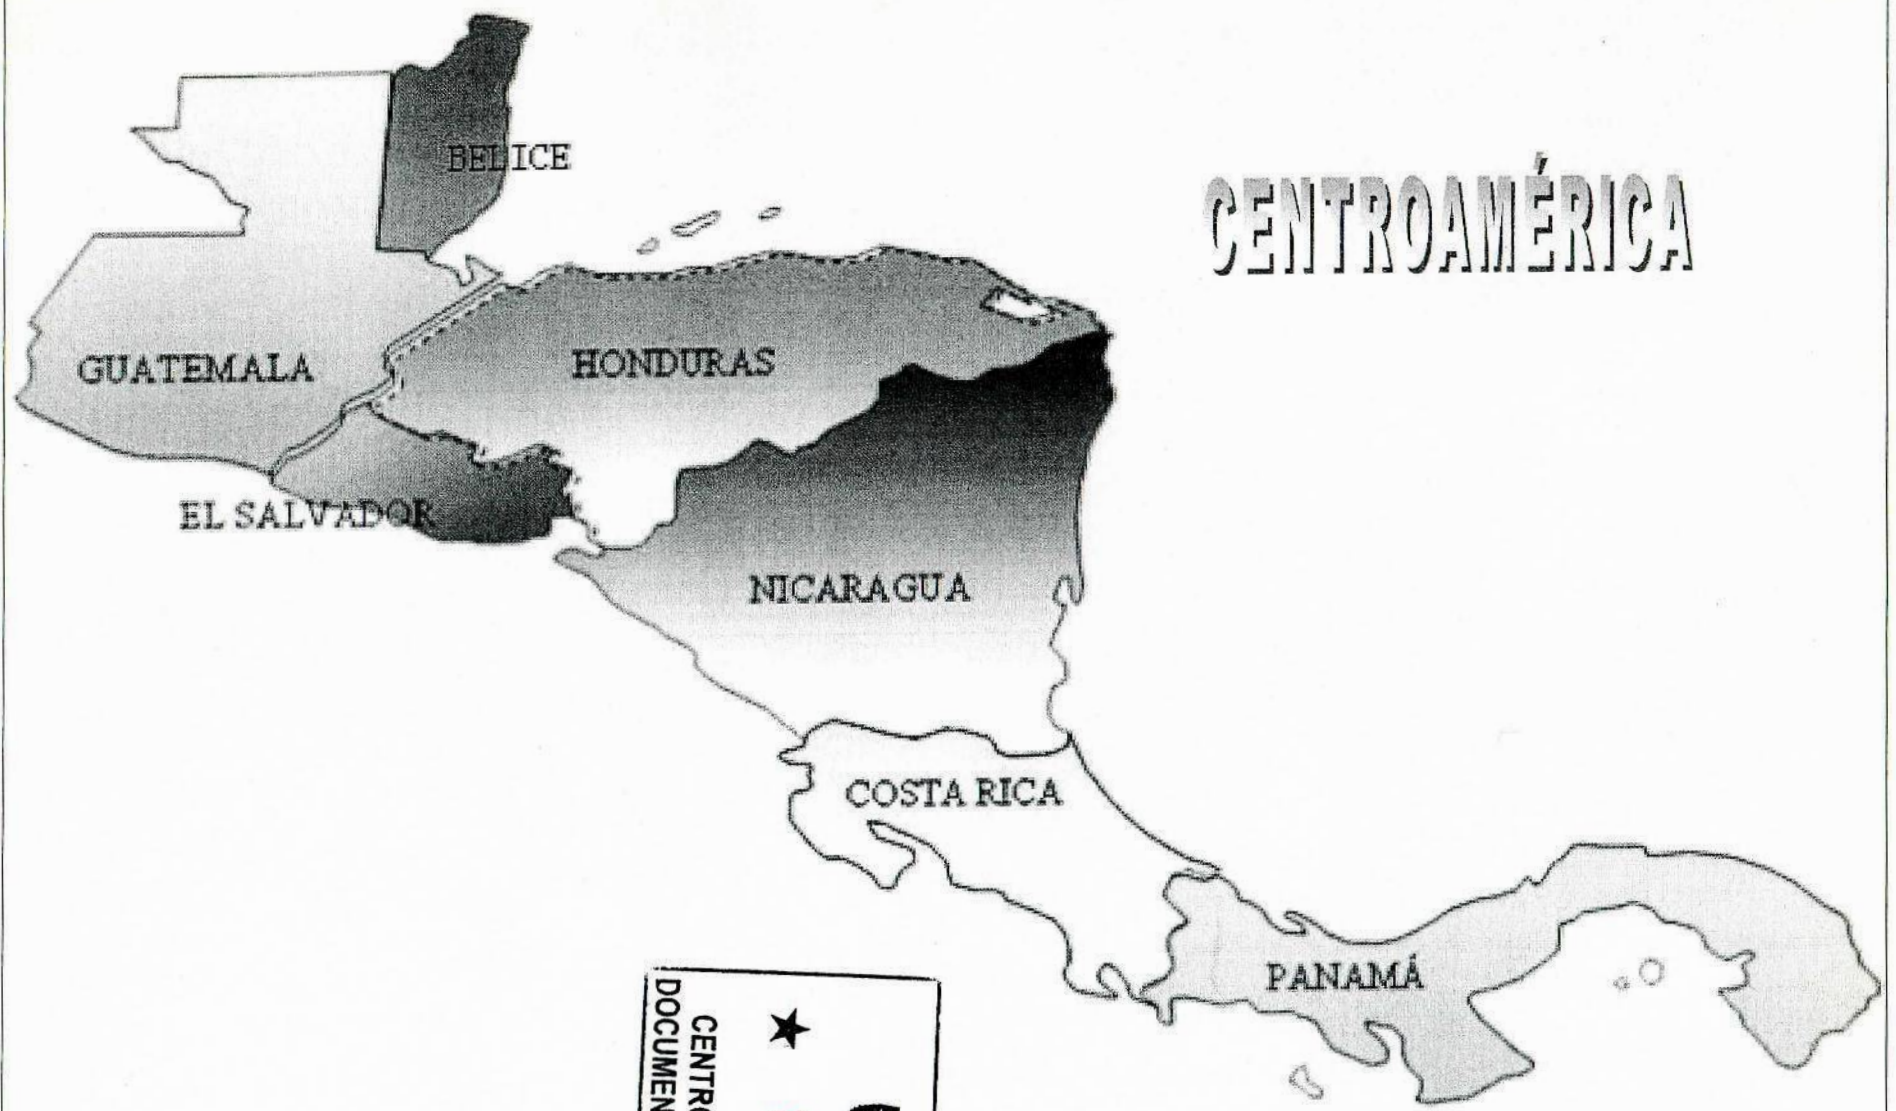 BELICE
CENTROAMÉRICA
GUATEMALA
HONDURAS
EL SALVADOR
NICARAGUA
COSTA RICA
PANAMÁ